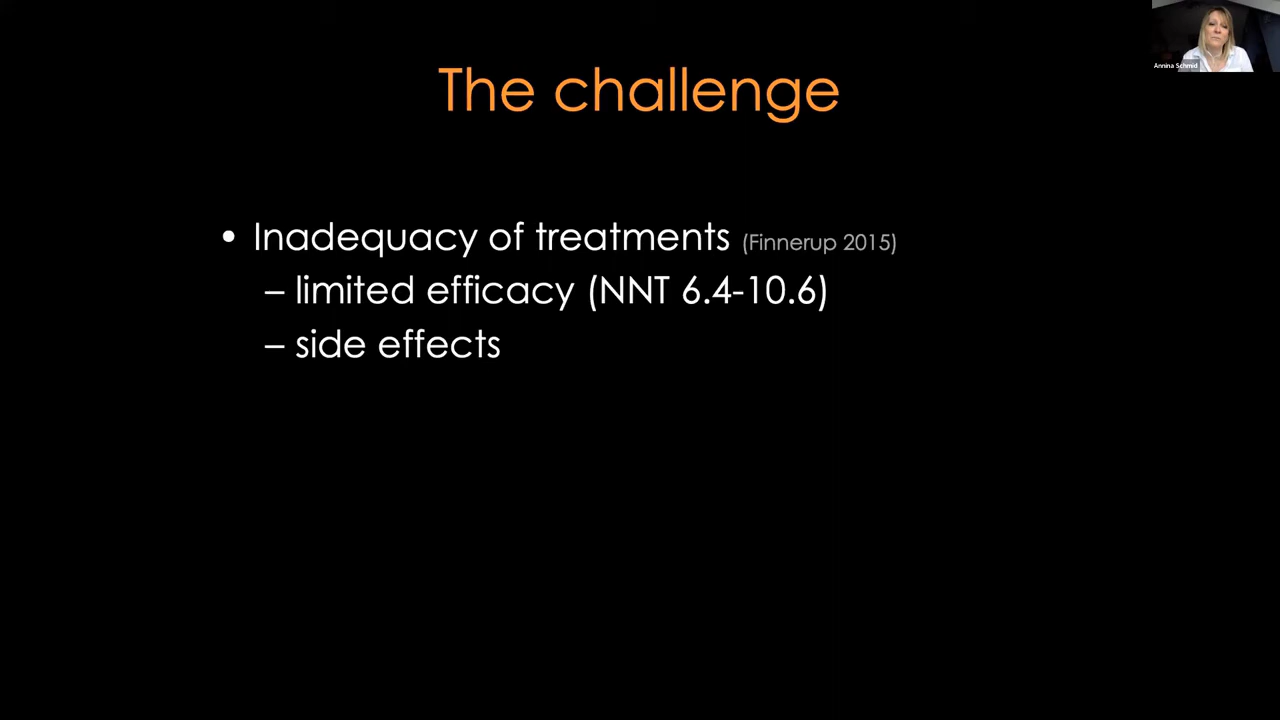 The challenge
• Inadequacy of treatments (Finnerup 2015)
– limited efficacy (NNT 6.4-10.6)
– side effects
Annina Schmid